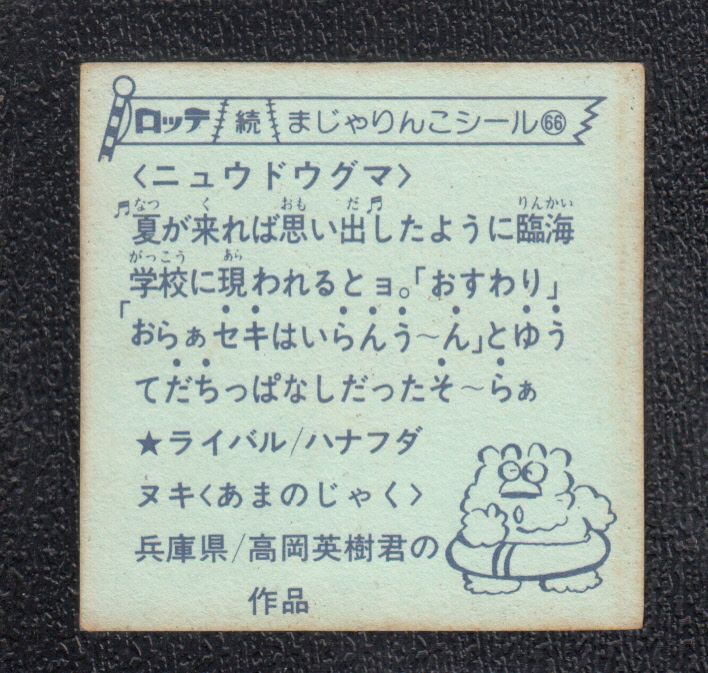 ロッテ 続 まじゃりんこシール66
〈ニュウドウグマ〉
♬夏が来れば思い出♬したように臨海
学校に現われるとョ。「おすわり」
「おらぁセキはいらんう〜ん」とゆう
てだちっぱなしだったそ〜らぁ
★ライバル/ハナフダ
ヌキ〈あまのじゃく〉
兵庫県/高岡英樹君の
作品